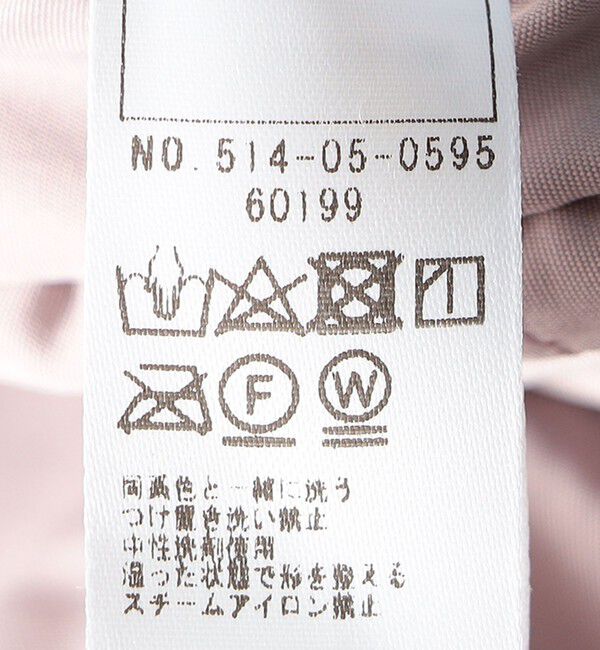 NO. 514-05-0595
60199
F
W
同系色と一緒に洗う
つけ置き洗い禁止
中性洗剤使用
湿った状態で形を整える
スチームアイロン禁止